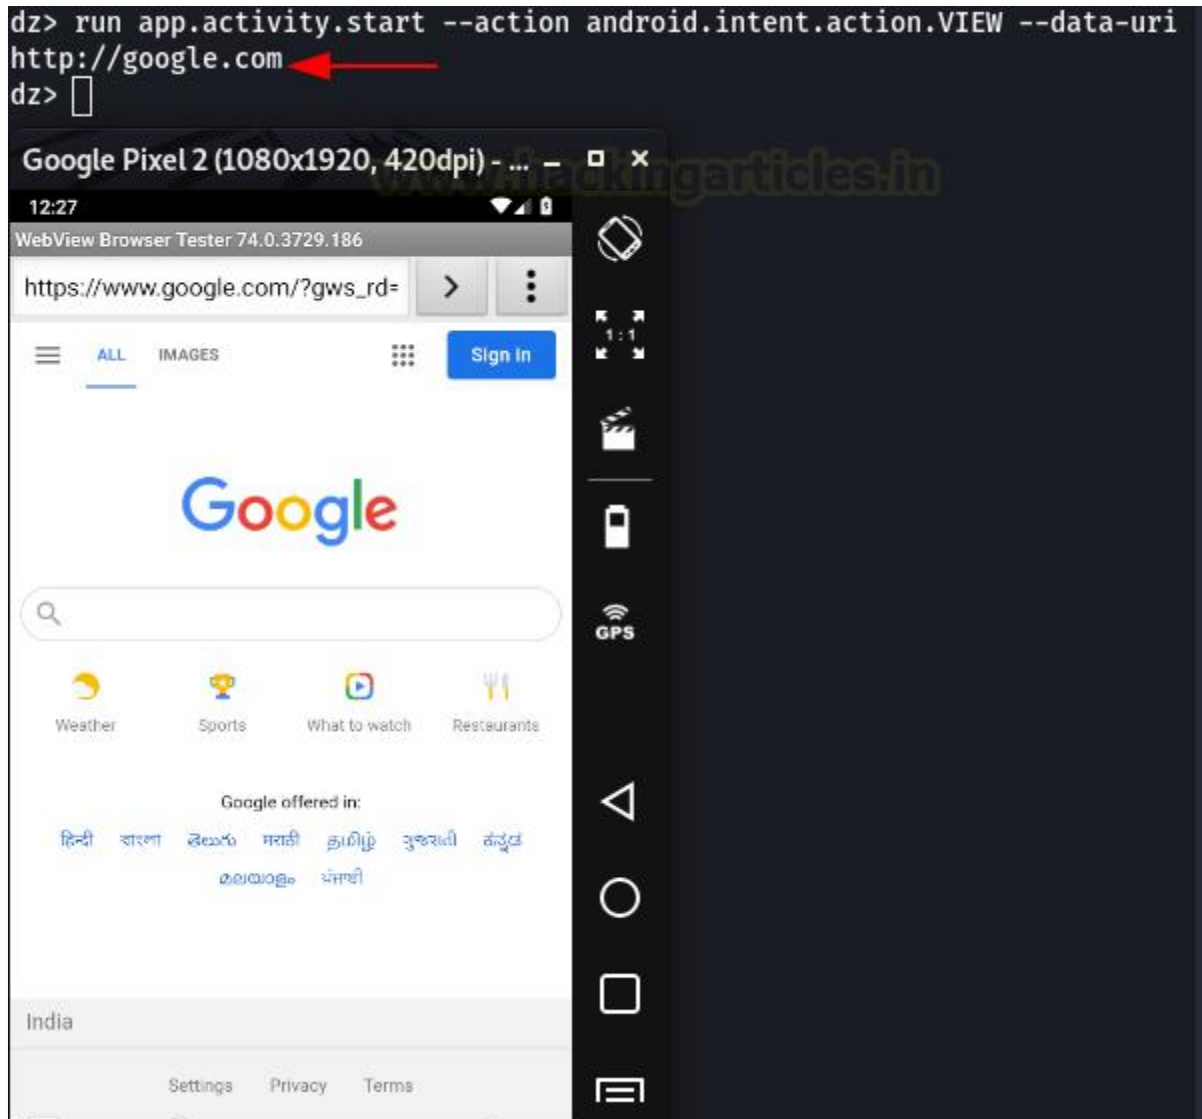 dz> run app.activity.start --action android.intent.action.VIEW --data-uri
http://google.com
dz>
Google Pixel 2 (1080x1920, 420dpi) - ...
www.hackingarticles.in
12:27
WebView Browser Tester 74.0.3729.186
https://www.google.com/?gws_rd=
1:1
ALL IMAGES Sign in
Google
GPS
Weather Sports What to watch Restaurants
Google offered in:
हिन्दी বাংলা తెలుగు मराठी தமிழ் ગુજરાતી ಕನ್ನಡ
മലയാളം ਪੰਜਾਬੀ
India
Settings Privacy Terms